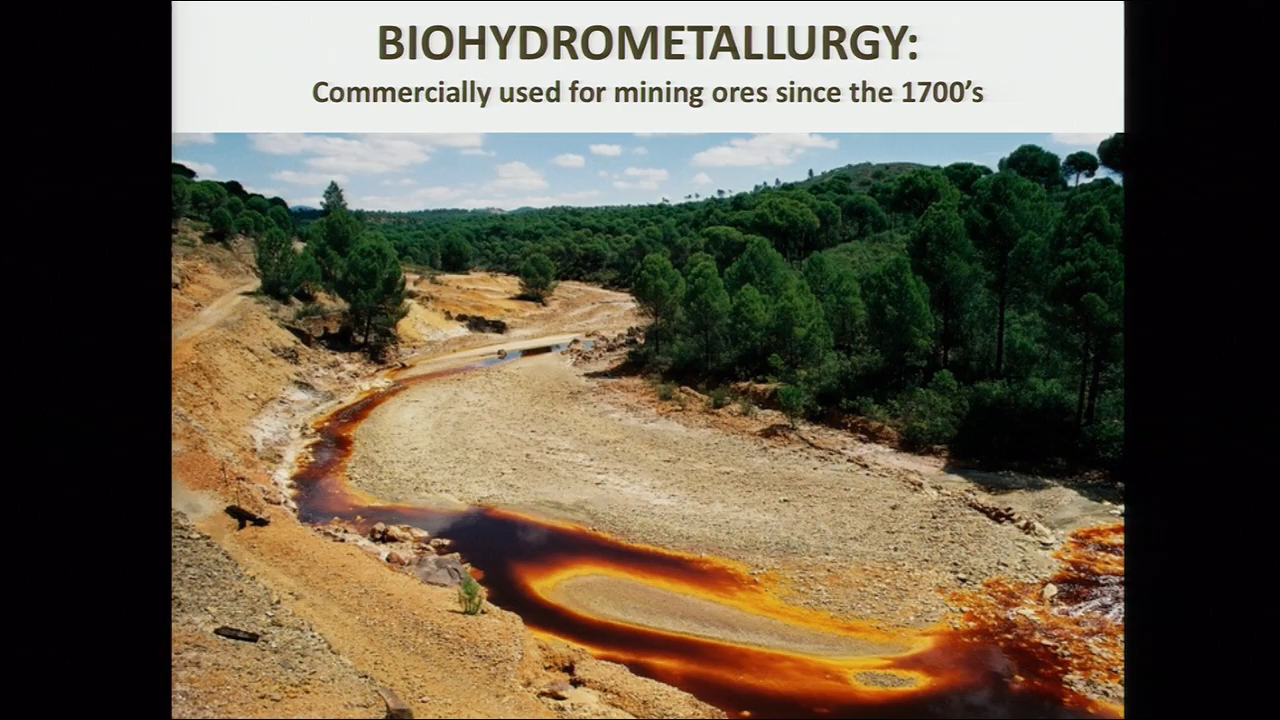 BIOHYDROMETALLURGY:
Commercially used for mining ores since the 1700's